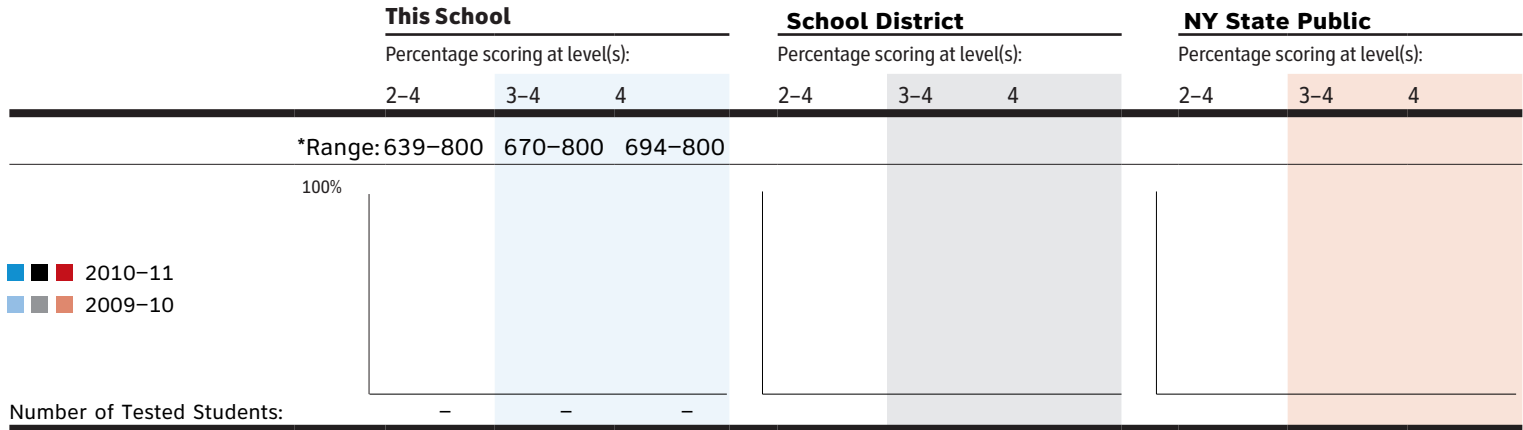 This School School District NY State Public
Percentage scoring at level(s): Percentage scoring at level(s): Percentage scoring at level(s):
2–4 3–4 4 2–4 3–4 4 2–4 3–4 4
*Range: 639–800 670–800 694–800
100%
2010–11
2009–10
Number of Tested Students: – – –